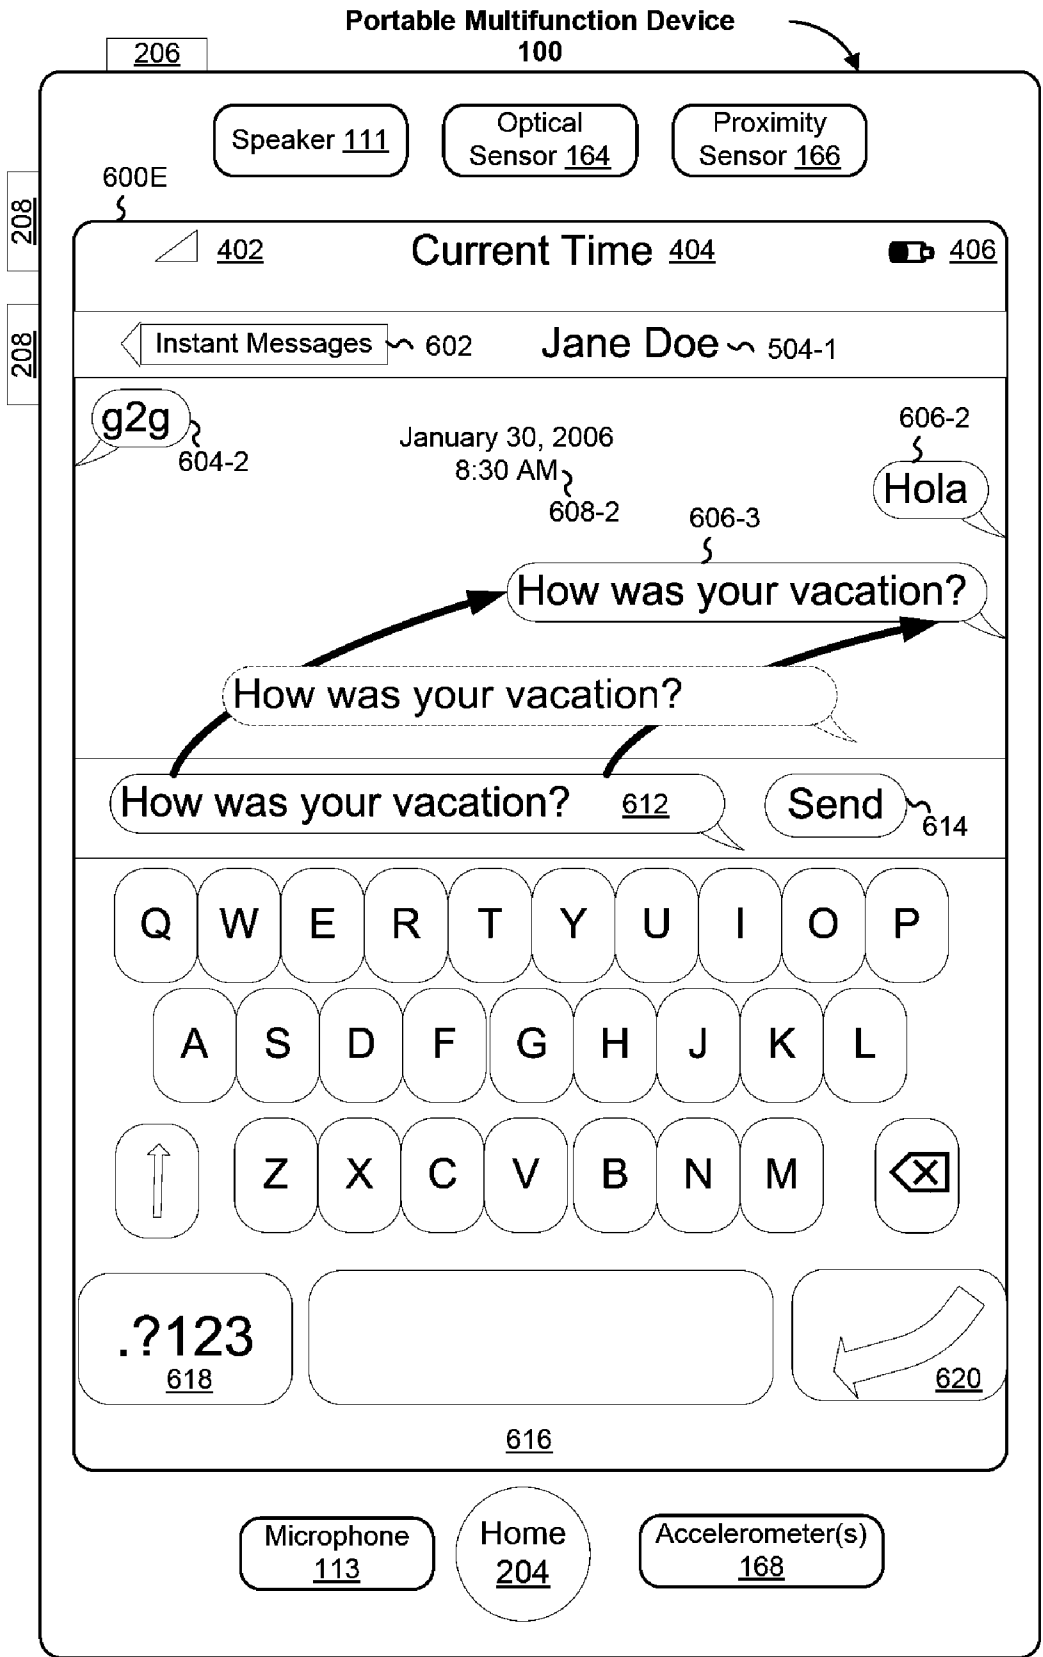 Portable Multifunction Device
100
206
Speaker 111
Optical
Sensor 164
Proximity
Sensor 166
600E
208
402
Current Time 404
406
208
Instant Messages
602
Jane Doe
504-1
g2g
604-2
January 30, 2006
8:30 AM
608-2
606-2
Hola
606-3
How was your vacation?
How was your vacation?
How was your vacation? 612
Send
614
Q W E R T Y U I O P
A S D F G H J K L
Z X C V B N M
.?123
618
620
616
Microphone
113
Home
204
Accelerometer(s)
168